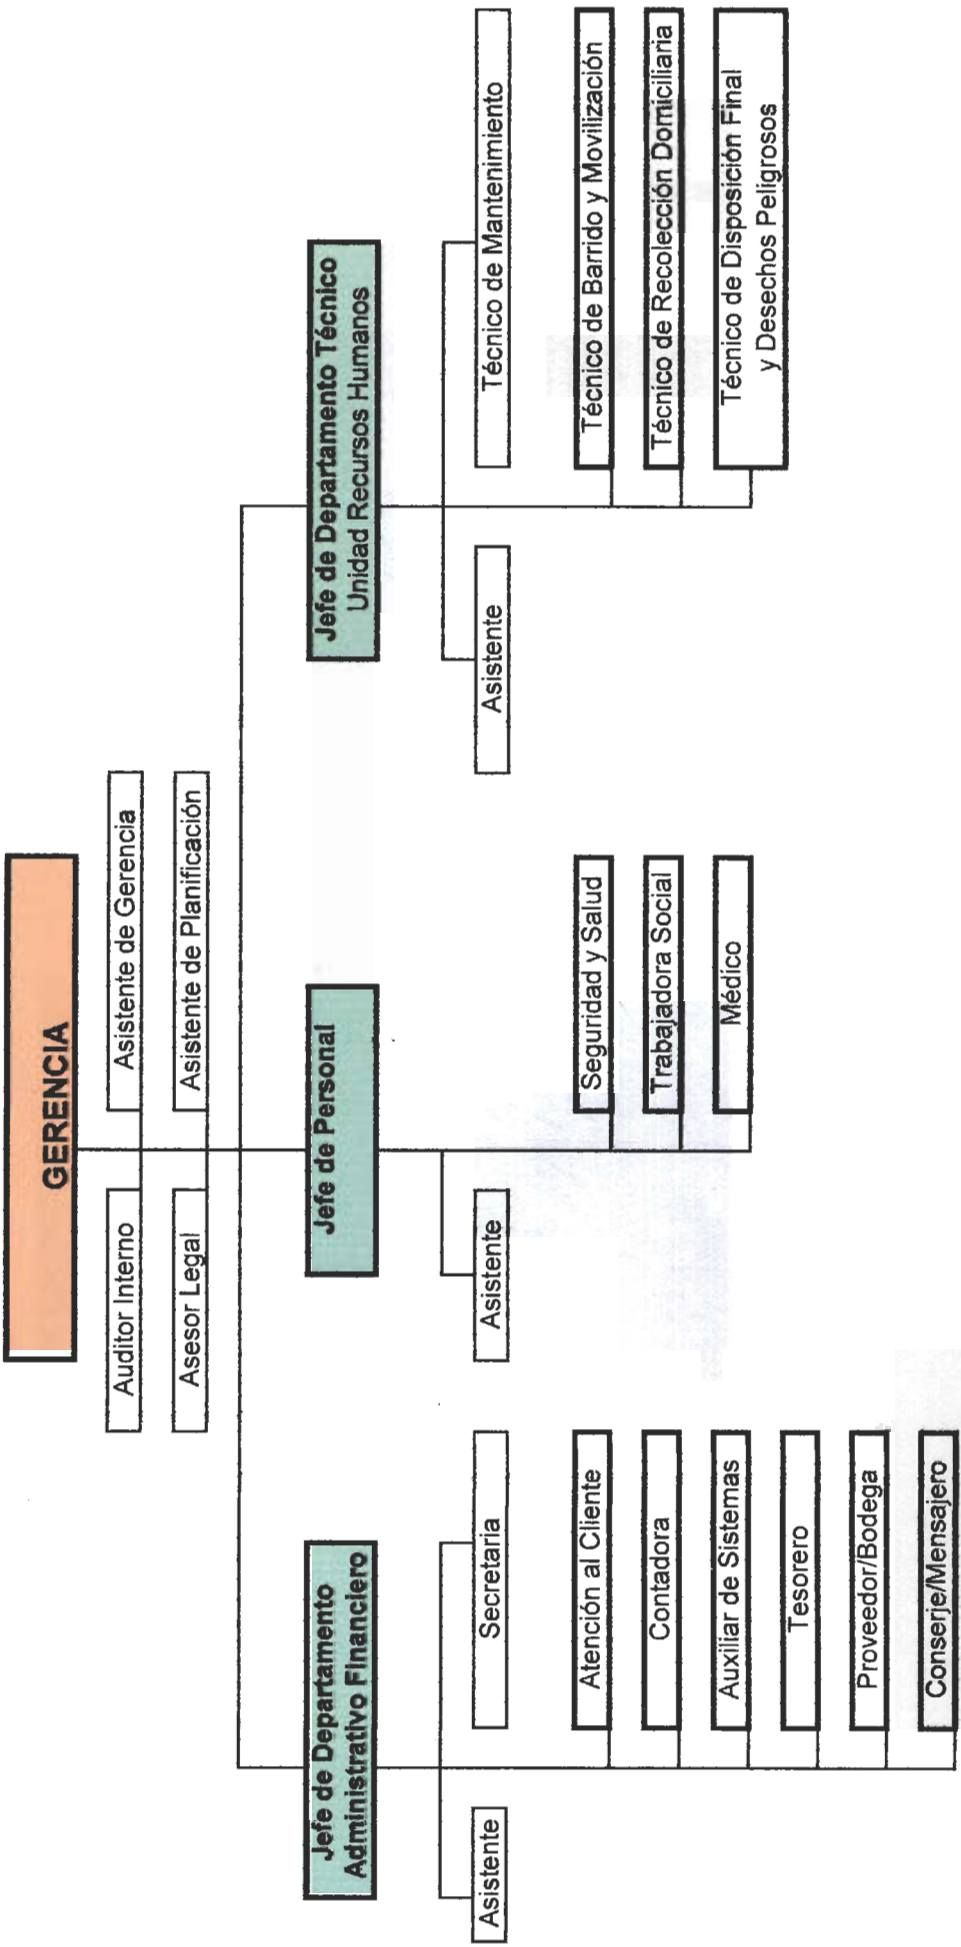 GERENCIA
Auditor Interno
Asistente de Gerencia
Asesor Legal
Asistente de Planificación
Jefe de Departamento
Administrativo Financiero
Jefe de Personal
Jefe de Departamento Técnico
Unidad Recursos Humanos
Asistente
Secretaria
Asistente
Asistente
Técnico de Mantenimiento
Atención al Cliente
Contadora
Auxiliar de Sistemas
Tesorero
Proveedor/Bodega
Conserje/Mensajero
Seguridad y Salud
Trabajadora Social
Médico
Técnico de Barrido y Movilización
Técnico de Recolección Domiciliaria
Técnico de Disposición Final
y Desechos Peligrosos